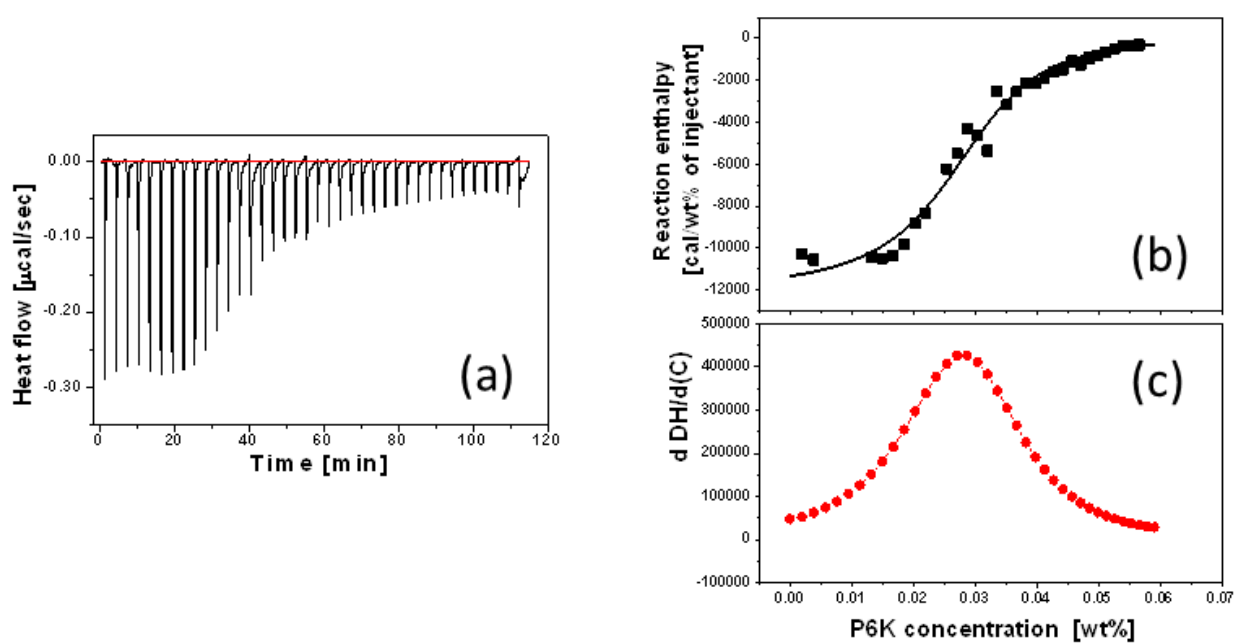 0.00
-0.10
-0.20
-0.30
Heat flow [µcal/sec]
(a)
0 20 40 60 80 100 120
Time [min]
0
-2000
-4000
-6000
-8000
-10000
-12000
Reaction enthalpy
[cal/wt% of injectant]
(b)
500000
400000
300000
200000
100000
0
-100000
d DH/d(C)
(c)
0.00 0.01 0.02 0.03 0.04 0.05 0.06 0.07
P6K concentration [wt%]